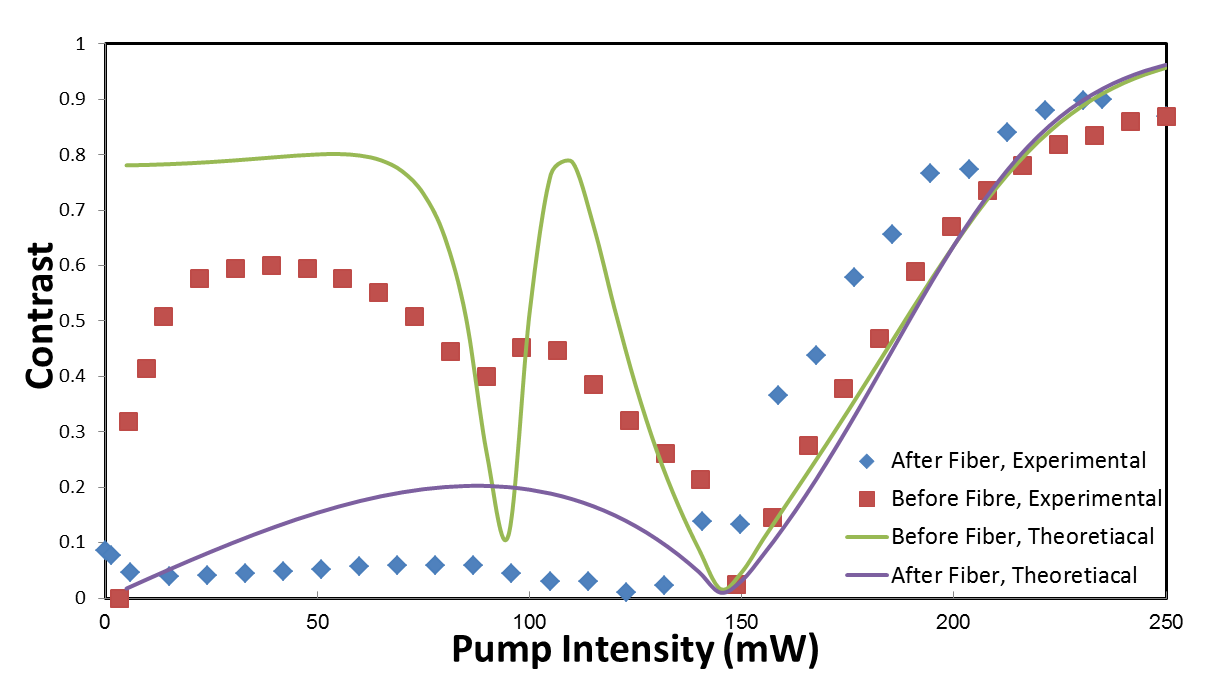 1
0.9
0.8
0.7
0.6
0.5
0.4
0.3
0.2
0.1
0
Contrast
0 50 100 150 200 250
Pump Intensity (mW)
After Fiber, Experimental
Before Fibre, Experimental
Before Fiber, Theoretiacal
After Fiber, Theoretiacal